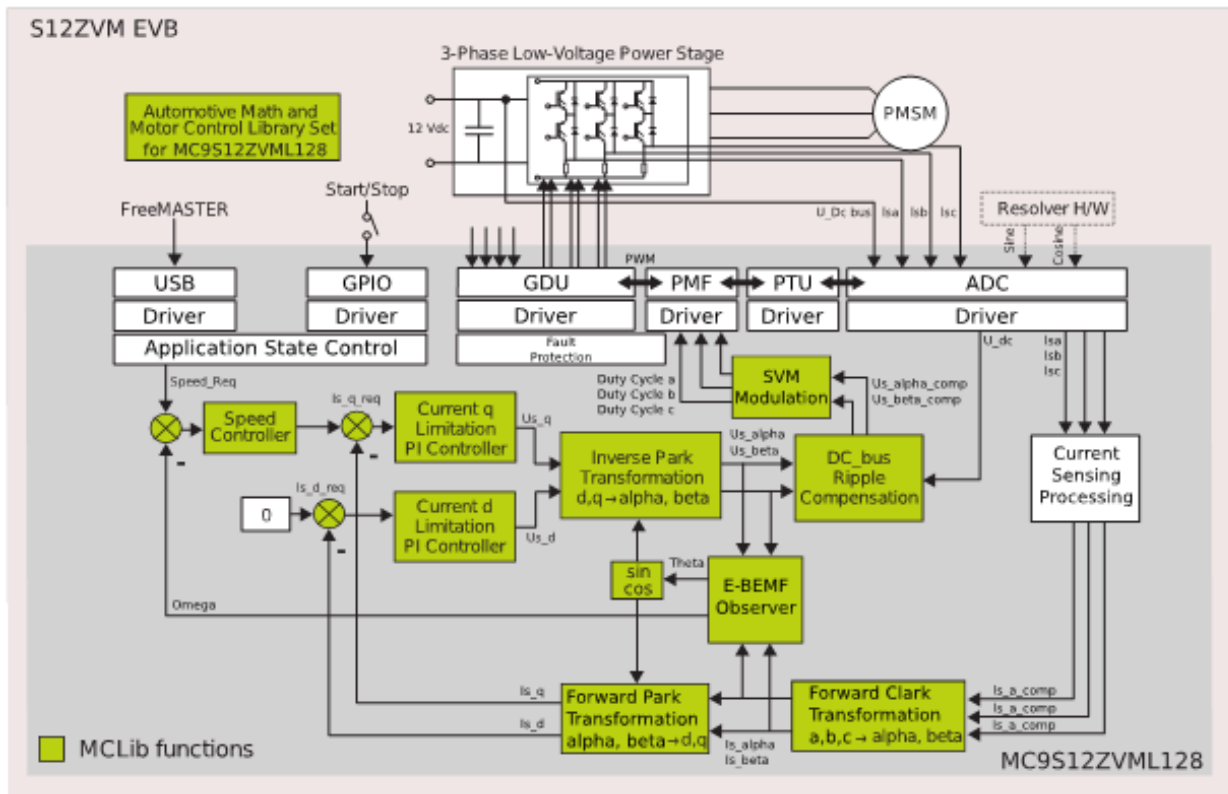 S12ZVM EVB
3-Phase Low-Voltage Power Stage
Automotive Math and
Motor Control Library Set
for MC9S12ZVML128
12 Vdc
PMSM
Start/Stop
FreeMASTER
U_Dc bus
Isa
Isb
Isc
Resolver H/W
Sine
Cosine
PWM
USB
GPIO
GDU
PMF
PTU
ADC
Driver
Driver
Driver
Driver
Driver
Driver
Application State Control
Fault
Protection
U_dc
Isa
Isb
Isc
Speed_Req
Duty Cycle a
Duty Cycle b
Duty Cycle c
SVM
Modulation
Us_alpha_comp
Us_beta_comp
Is_q_req
Speed
Controller
Current q
Limitation
PI Controller
Us_q
Inverse Park
Transformation
d,q→alpha, beta
Us_alpha
Us_beta
DC_bus
Ripple
Compensation
Current
Sensing
Processing
-
Is_d_req
0
-
Current d
Limitation
PI Controller
Us_d
sin
cos
Theta
E-BEMF
Observer
Omega
Is_q
Is_d
Forward Park
Transformation
alpha, beta→d,q
Is_alpha
Is_beta
Forward Clark
Transformation
a,b,c→ alpha, beta
Is_a_comp
Is_a_comp
Is_a_comp
MCLib functions
MC9S12ZVML128